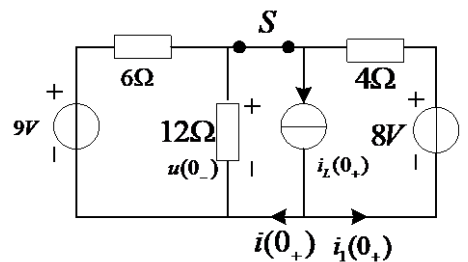 S
6Ω
4Ω
+
9V
-
12Ω
+
u(0_)
-
i_L(0_+)
+
8V
-
i(0_+)
i_1(0_+)